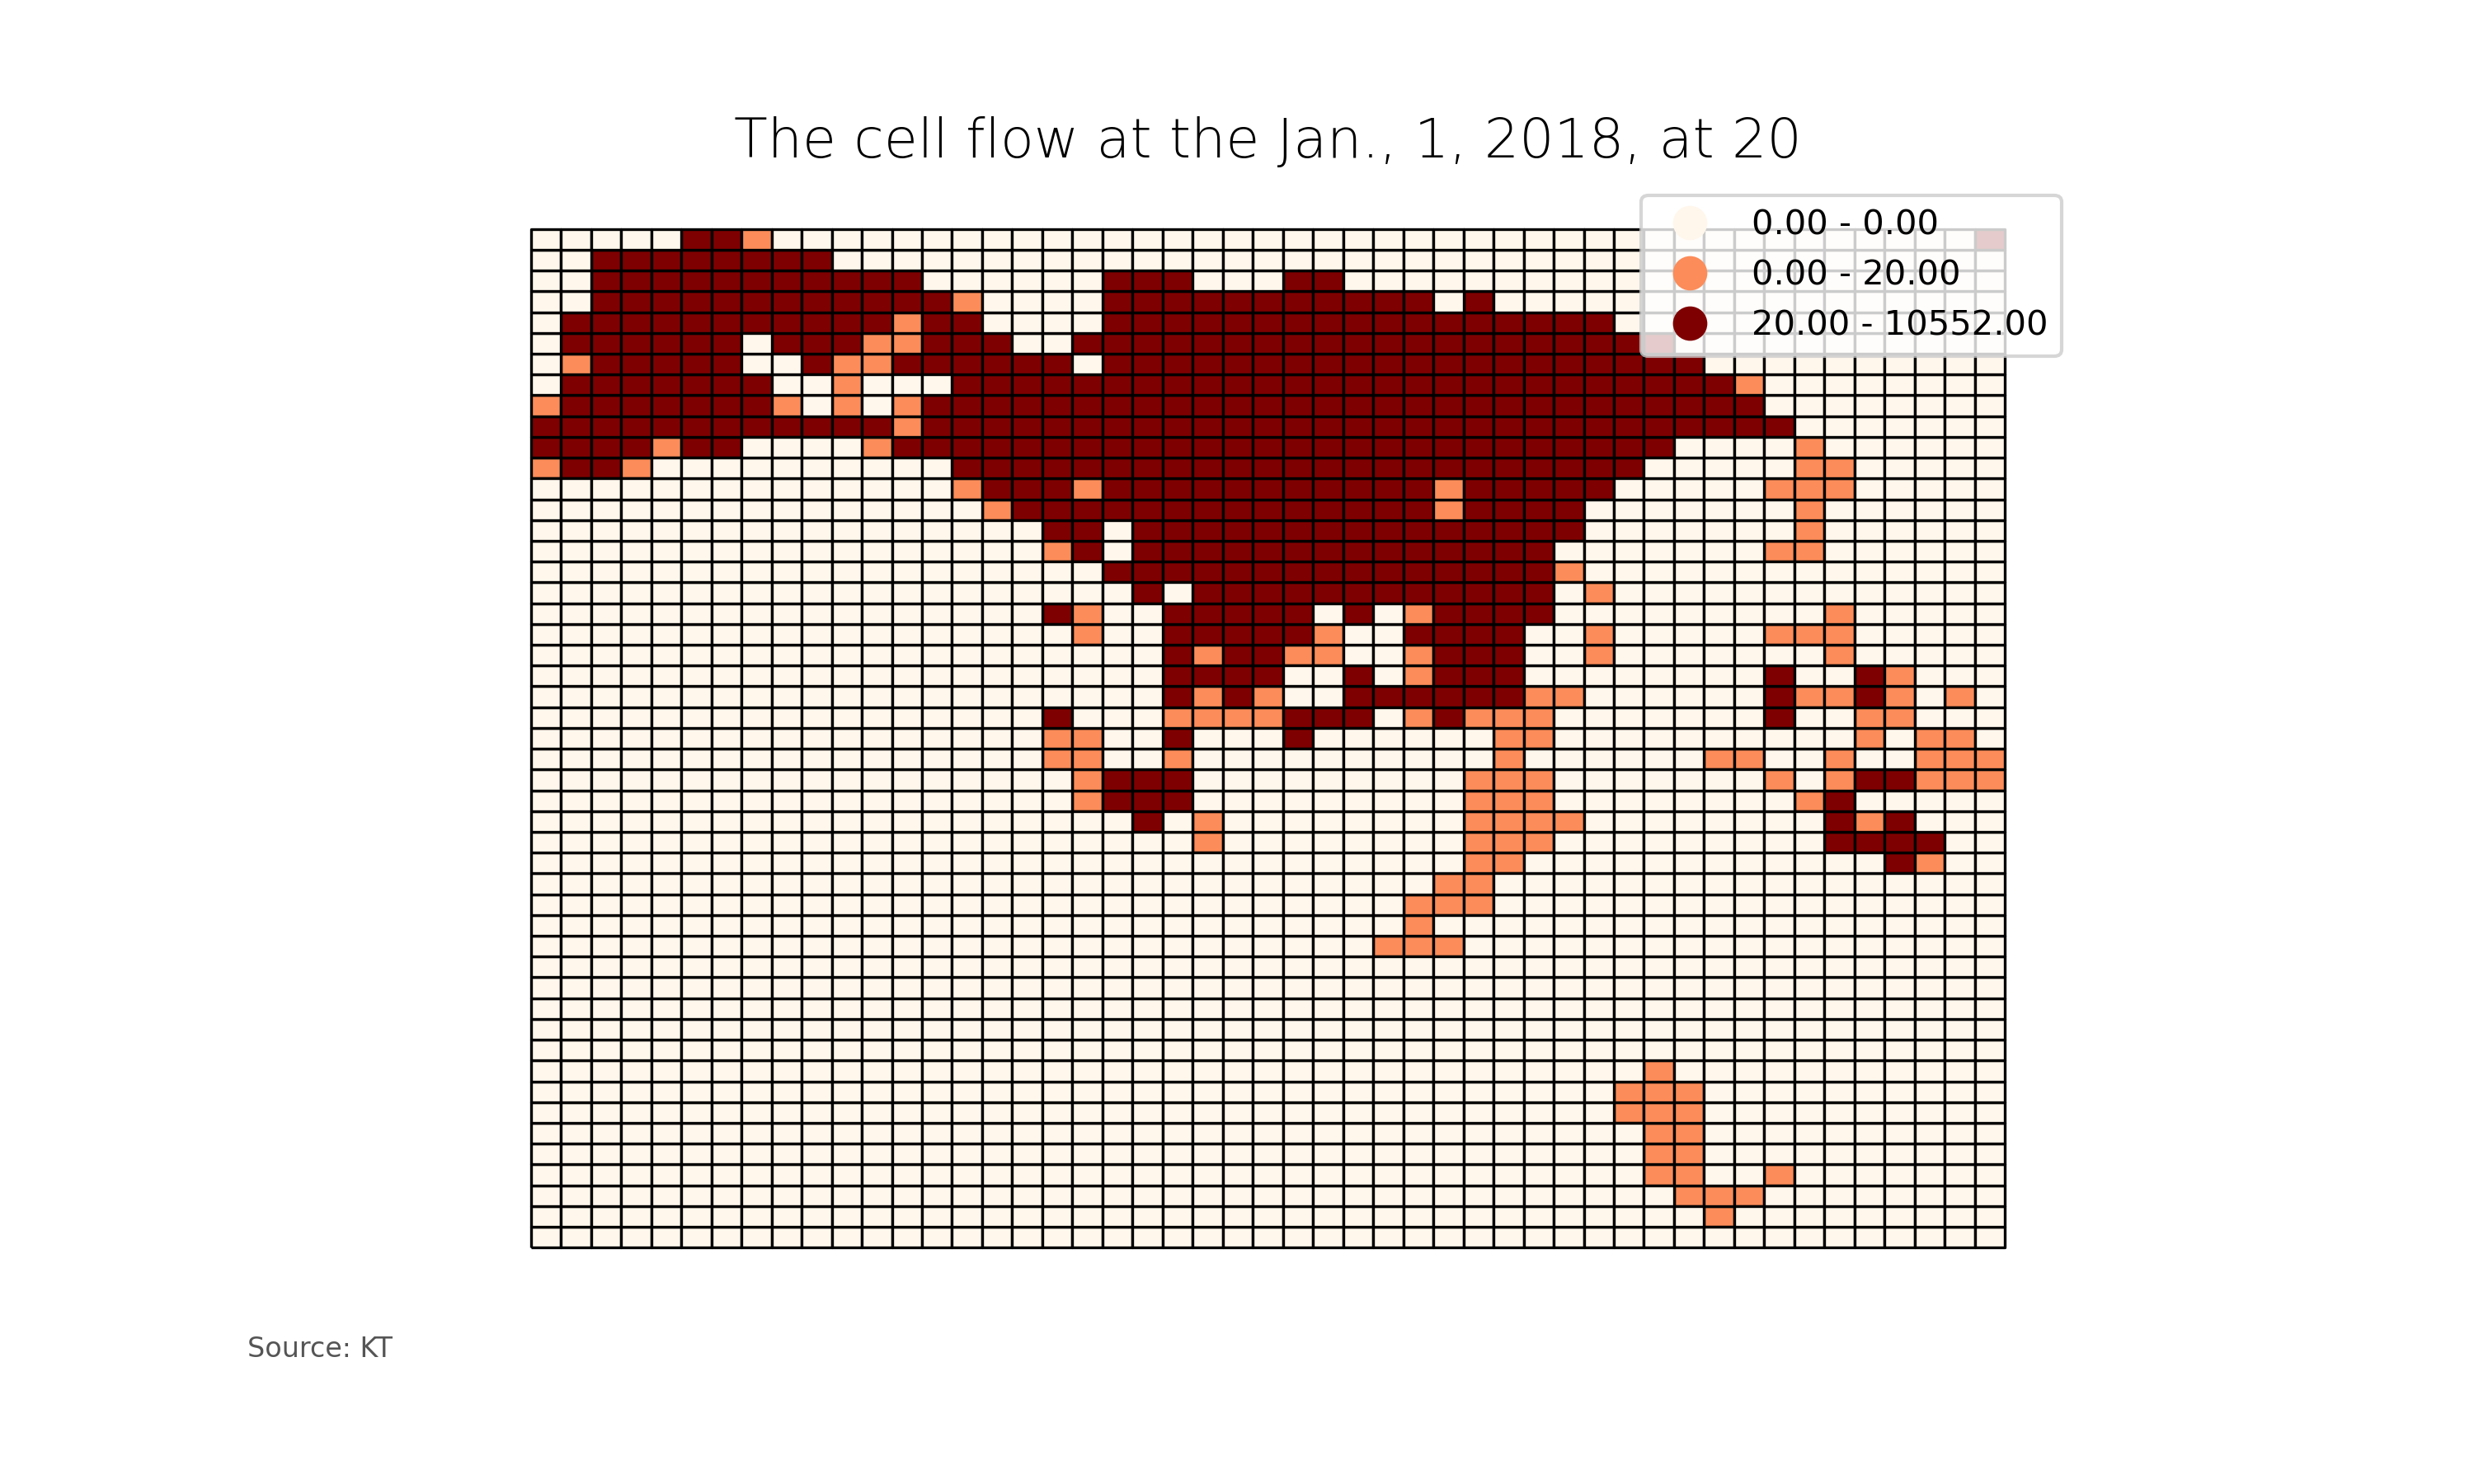 The cell flow at the Jan., 1, 2018, at 20
0.00 - 0.00
0.00 - 20.00
20.00 - 10552.00
Source: KT